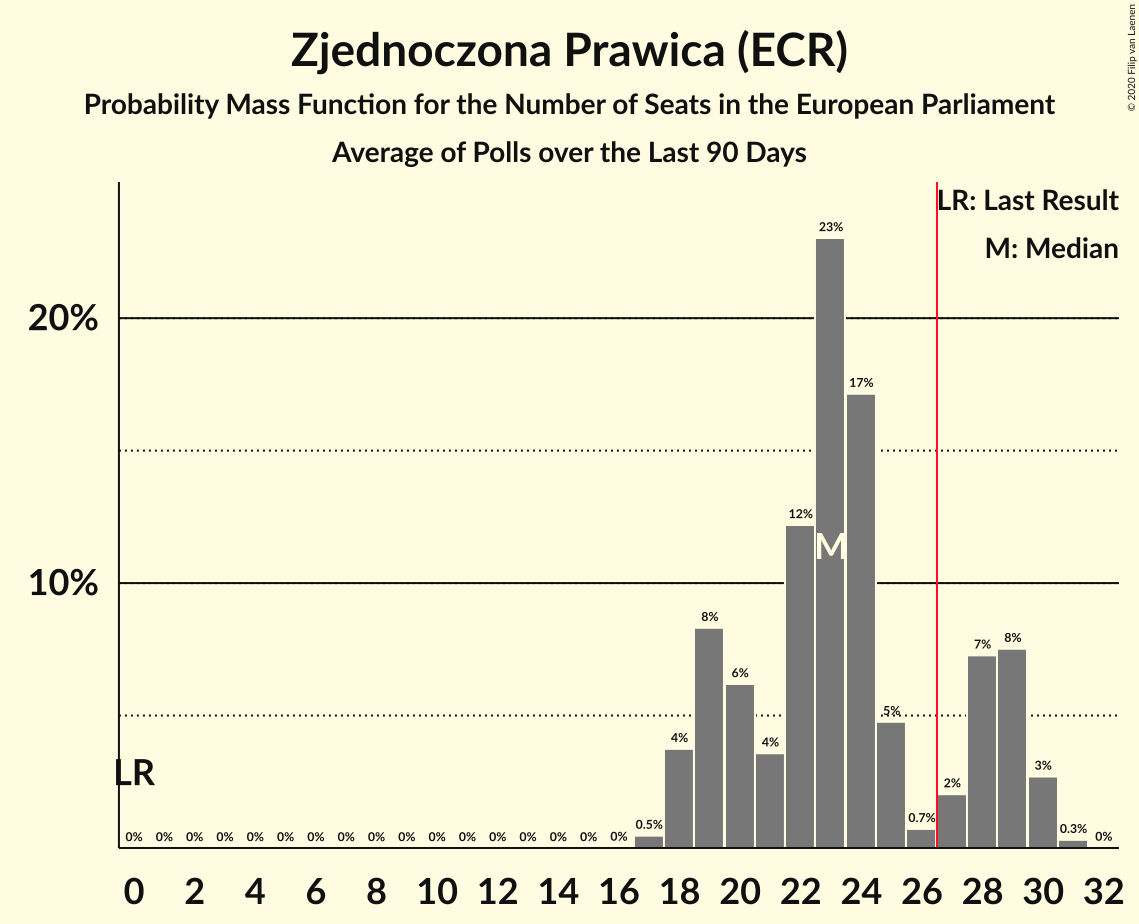 Zjednoczona Prawica (ECR)
Probability Mass Function for the Number of Seats in the European Parliament
Average of Polls over the Last 90 Days
© 2020 Filip van Laenen
LR: Last Result
M: Median
20%
10%
23%
17%
12%
M
8%
6%
4%
4%
5%
7%
8%
3%
2%
LR
0% 0% 0% 0% 0% 0% 0% 0% 0% 0% 0% 0% 0% 0% 0% 0% 0% 0.5% 0.7% 0.3% 0%
0 2 4 6 8 10 12 14 16 18 20 22 24 26 28 30 32